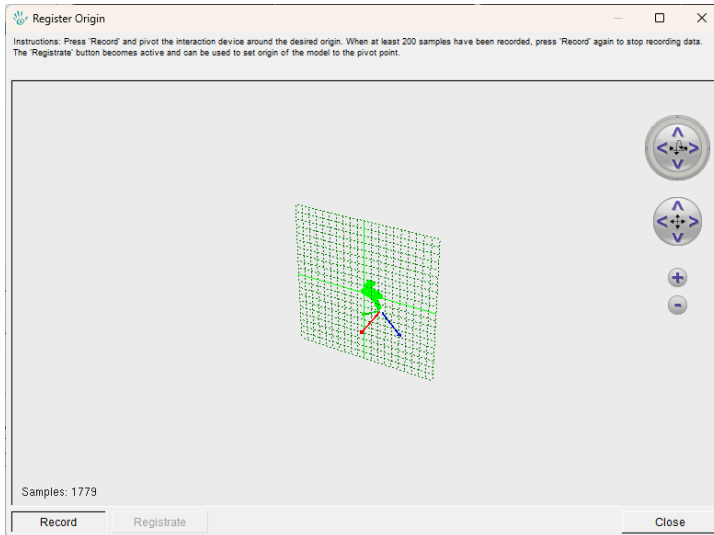 Register Origin
Instructions: Press 'Record' and pivot the interaction device around the desired origin. When at least 200 samples have been recorded, press 'Record' again to stop recording data.
The 'Registrate' button becomes active and can be used to set origin of the model to the pivot point.
Samples: 1779
Record
Registrate
Close